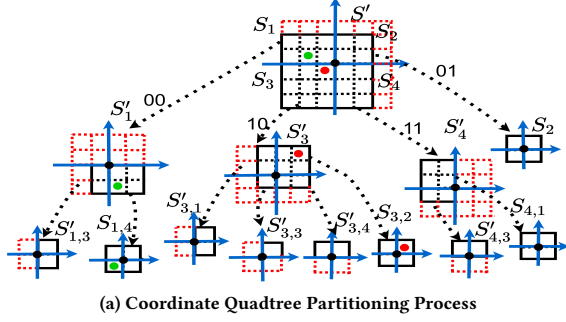 S₁ S′ S₂
S₃ S₄ 01
00
S′₁ 10 S′₃ 11 S′₄ S₂
S′₁,₃ S₁,₄ S′₃,₁ S′₃,₃ S′₃,₄ S₃,₂ S′₄,₃ S₄,₁
(a) Coordinate Quadtree Partitioning Process